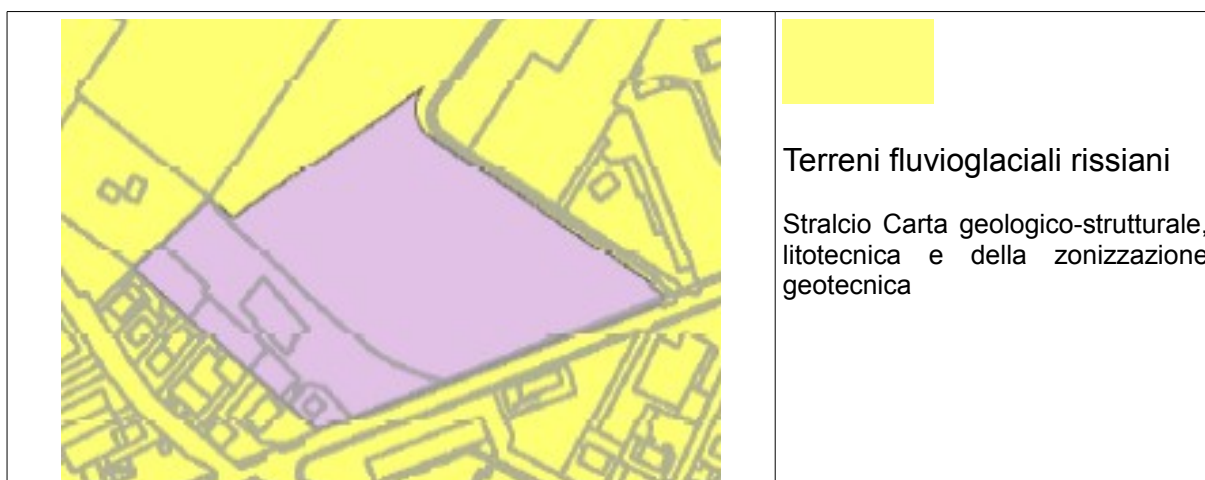 Terreni fluvioglaciali rissiani
Stralcio Carta geologico-strutturale,
litotecnica e della zonizzazione
geotecnica